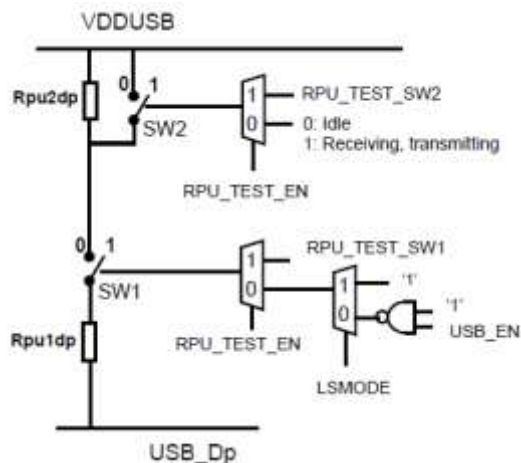 VDDUSB
0 1
Rpu2dp
SW2
1
0
RPU_TEST_SW2
0: Idle
1: Receiving, transmitting
RPU_TEST_EN
0 1
SW1
1
0
RPU_TEST_SW1
1
0
'1'
'1'
USB_EN
Rpu1dp
RPU_TEST_EN
LSMODE
USB_Dp